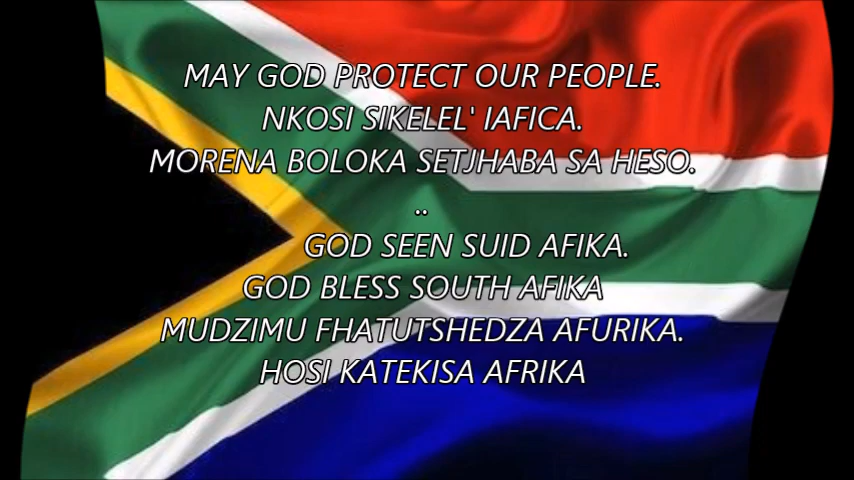 MAY GOD PROTECT OUR PEOPLE.
NKOSI SIKELEL' IAFICA.
MORENA BOLOKA SETJHABA SA HESO.
..
GOD SEEN SUID AFIKA.
GOD BLESS SOUTH AFIKA
MUDZIMU FHATUTSHEDZA AFURIKA.
HOSI KATEKISA AFRIKA